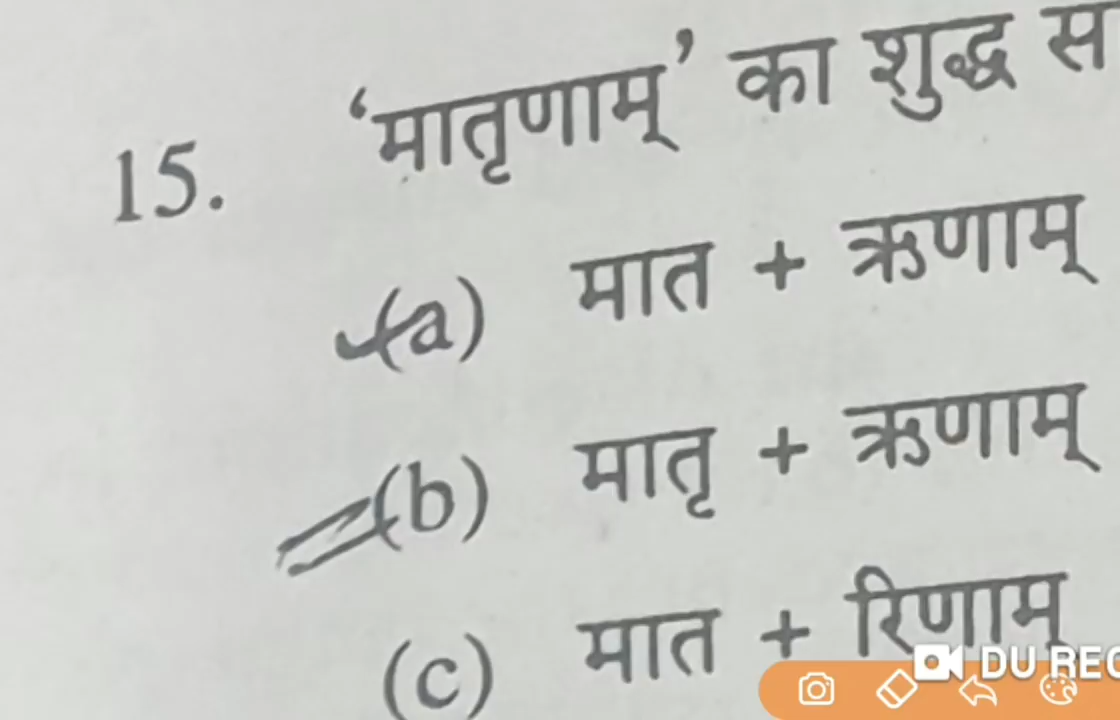 15. 'मातृणाम्' का शुद्ध स
(a) मात + ऋणाम्
(b) मातृ + ऋणाम्
(c) मात + रिणाम्
DU REC